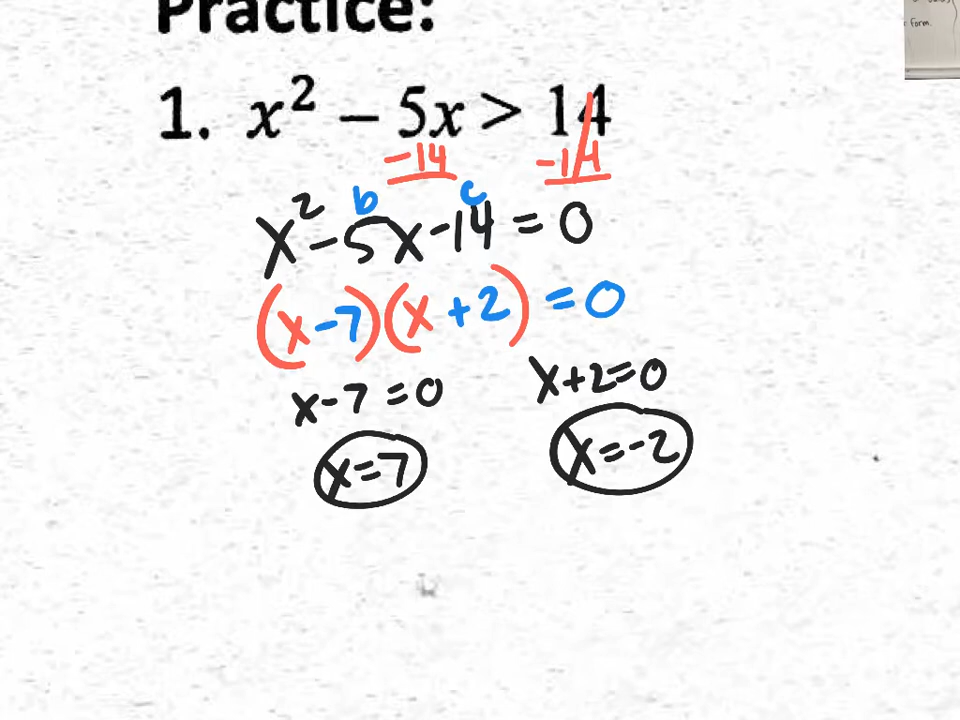 Practice:
form.
1. x² – 5x > 14
-14 -14
b c
x²-5x-14=0
(x-7)(x+2)=0
x-7=0 x+2=0
x=7 x=-2